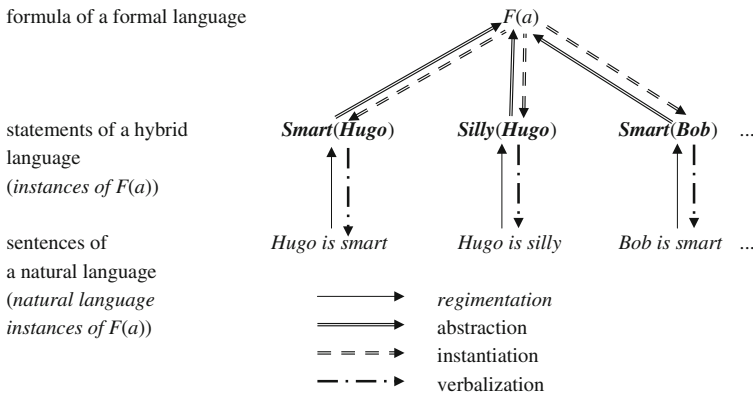 formula of a formal language F(a)
statements of a hybrid Smart(Hugo) Silly(Hugo) Smart(Bob) ...
language
(instances of F(a))
sentences of Hugo is smart Hugo is silly Bob is smart ...
a natural language
(natural language regimentation
instances of F(a)) abstraction
instantiation
verbalization